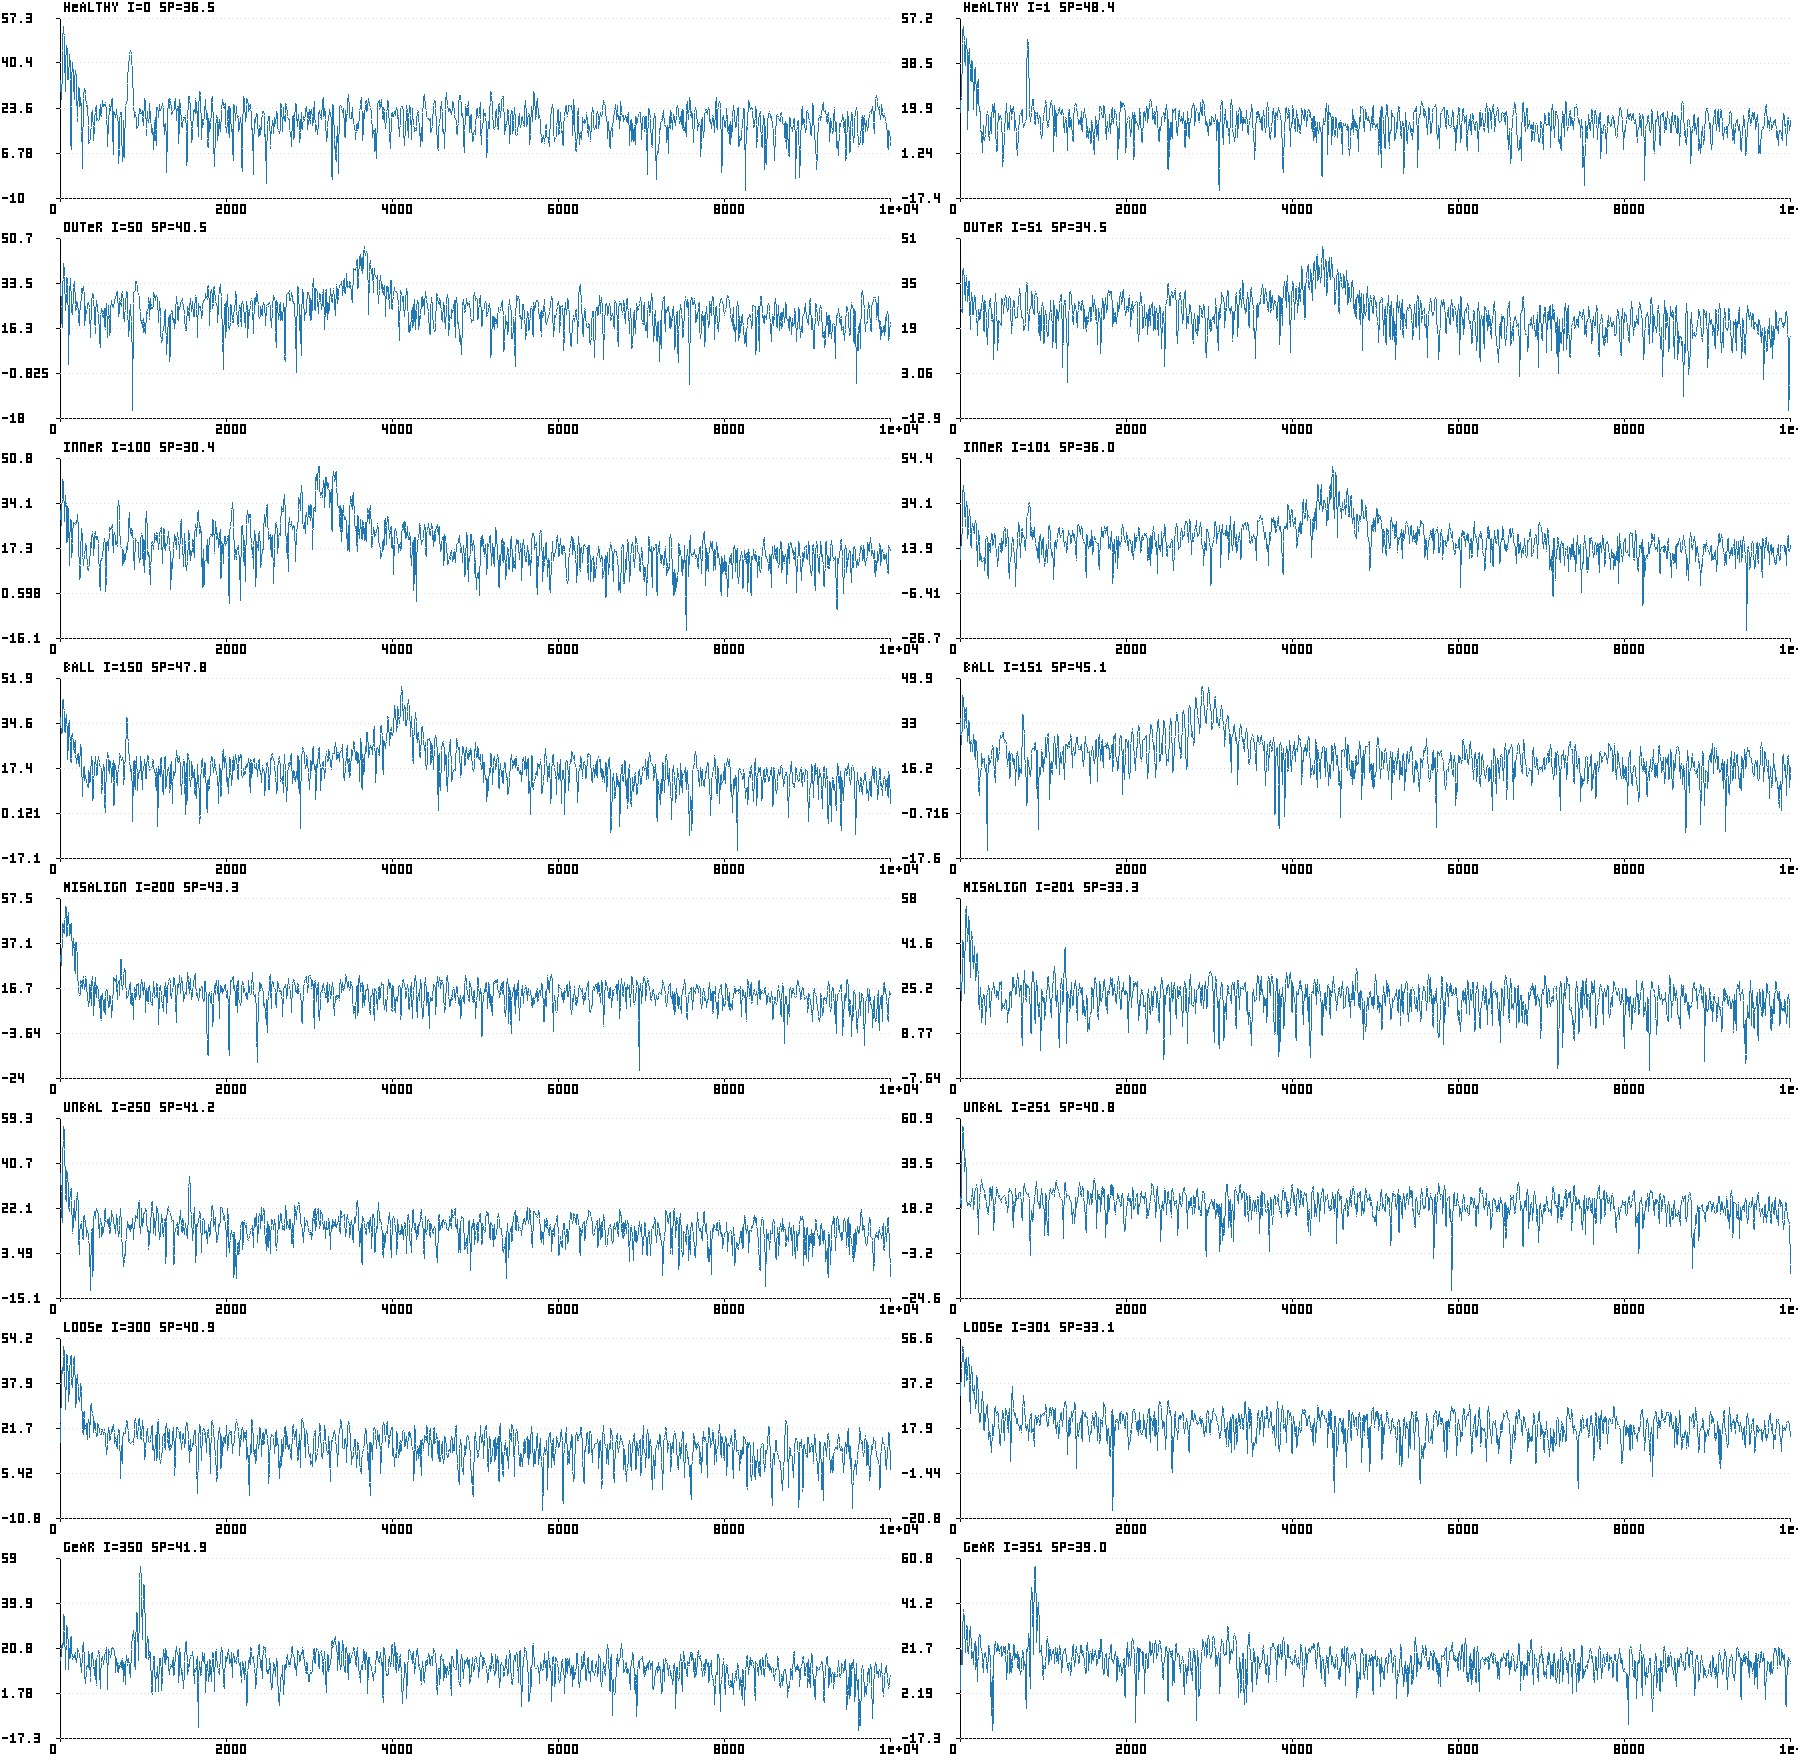 HeALTHY I=0 SP=36.5
57.3
40.4
23.6
6.78
-10
0 2000 4000 6000 8000 1e+04
HeALTHY I=1 SP=48.4
57.2
38.5
19.9
1.24
-17.4
0 2000 4000 6000 8000 1e-
OUTeR I=50 SP=40.5
50.7
33.5
16.3
-0.825
-18
0 2000 4000 6000 8000 1e+04
OUTeR I=51 SP=34.5
51
35
19
3.06
-12.9
0 2000 4000 6000 8000 1e-
INNeR I=100 SP=30.4
50.8
34.1
17.3
0.598
-16.1
0 2000 4000 6000 8000 1e+04
INNeR I=101 SP=36.0
54.4
34.1
13.9
-6.41
-26.7
0 2000 4000 6000 8000 1e-
BALL I=150 SP=47.8
51.9
34.6
17.4
0.121
-17.1
0 2000 4000 6000 8000 1e+04
BALL I=151 SP=45.1
49.9
33
16.2
-0.716
-17.6
0 2000 4000 6000 8000 1e-
MISALIGN I=200 SP=43.3
57.5
37.1
16.7
-3.64
-24
0 2000 4000 6000 8000 1e+04
MISALIGN I=201 SP=33.3
58
41.6
25.2
8.77
-7.64
0 2000 4000 6000 8000 1e-
UNBAL I=250 SP=41.2
59.3
40.7
22.1
3.49
-15.1
0 2000 4000 6000 8000 1e+04
UNBAL I=251 SP=40.8
60.9
39.5
18.2
-3.2
-24.6
0 2000 4000 6000 8000 1e-
LOOSe I=300 SP=40.9
54.2
37.9
21.7
5.42
-10.8
0 2000 4000 6000 8000 1e+04
LOOSe I=301 SP=33.1
56.6
37.2
17.9
-1.44
-20.8
0 2000 4000 6000 8000 1e-
GeAR I=350 SP=41.9
59
39.9
20.8
1.78
-17.3
0 2000 4000 6000 8000 1e+04
GeAR I=351 SP=39.0
60.8
41.2
21.7
2.19
-17.3
0 2000 4000 6000 8000 1e-